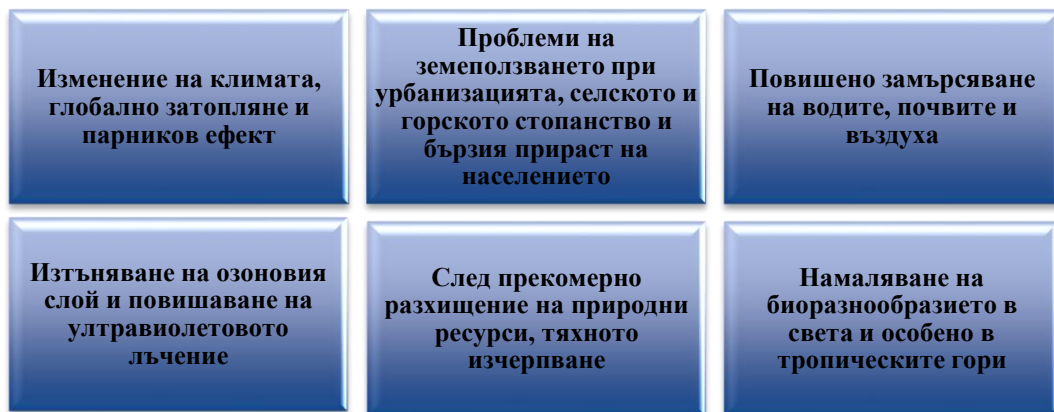 Изменение на климата,
глобално затопляне и
парников ефект
Проблеми на
земеползването при
урбанизацията, селското и
горското стопанство и
бързия прираст на
населението
Повишено замърсяване
на водите, почвите и
въздуха
Изтъняване на озоновия
слой и повишаване на
ултравиолетовото
лъчение
След прекомерно
разхищение на природни
ресурси, тяхното
изчерпване
Намаляване на
биоразнообразието в
света и особено в
тропическите гори